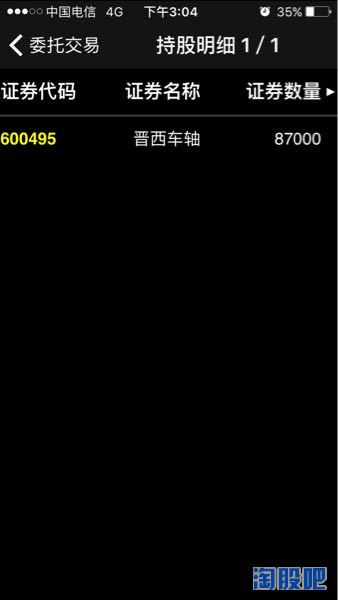 中国电信 4G 下午3:04 35%
委托交易 持股明细 1 / 1
证券代码 证券名称 证券数量
600495 晋西车轴 87000
淘股吧